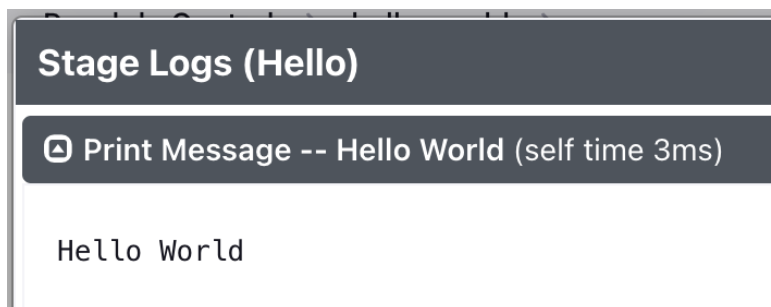 Stage Logs (Hello)
Print Message -- Hello World (self time 3ms)
Hello World